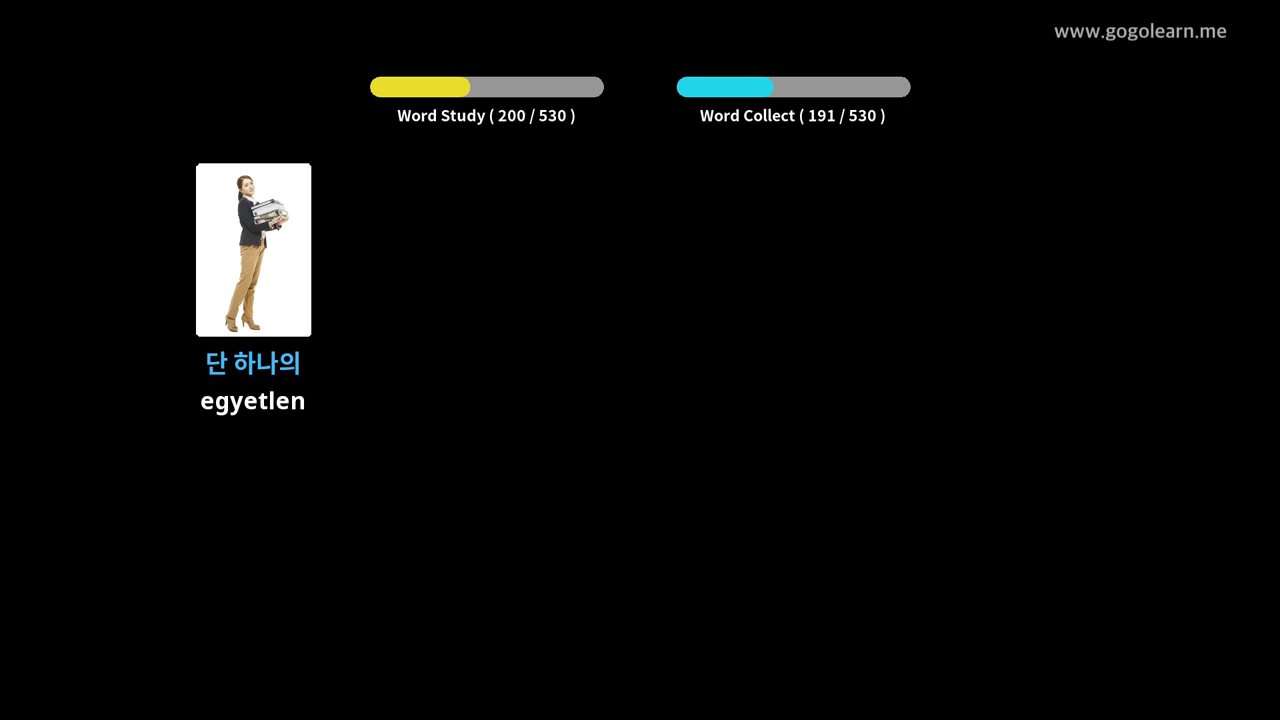 www.gogolearn.me
Word Study ( 200 / 530 )
Word Collect ( 191 / 530 )
단 하나의
egyetlen